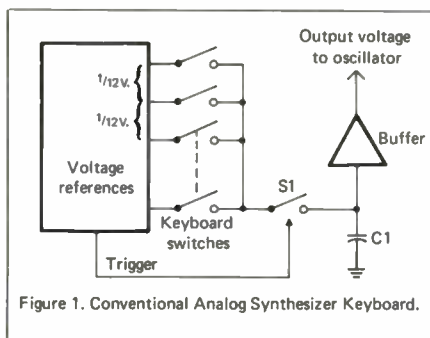 Output voltage
to oscillator
1/12V.
1/12V.
Buffer
Voltage
references
S1
Keyboard
switches
C1
Trigger
Figure 1. Conventional Analog Synthesizer Keyboard.